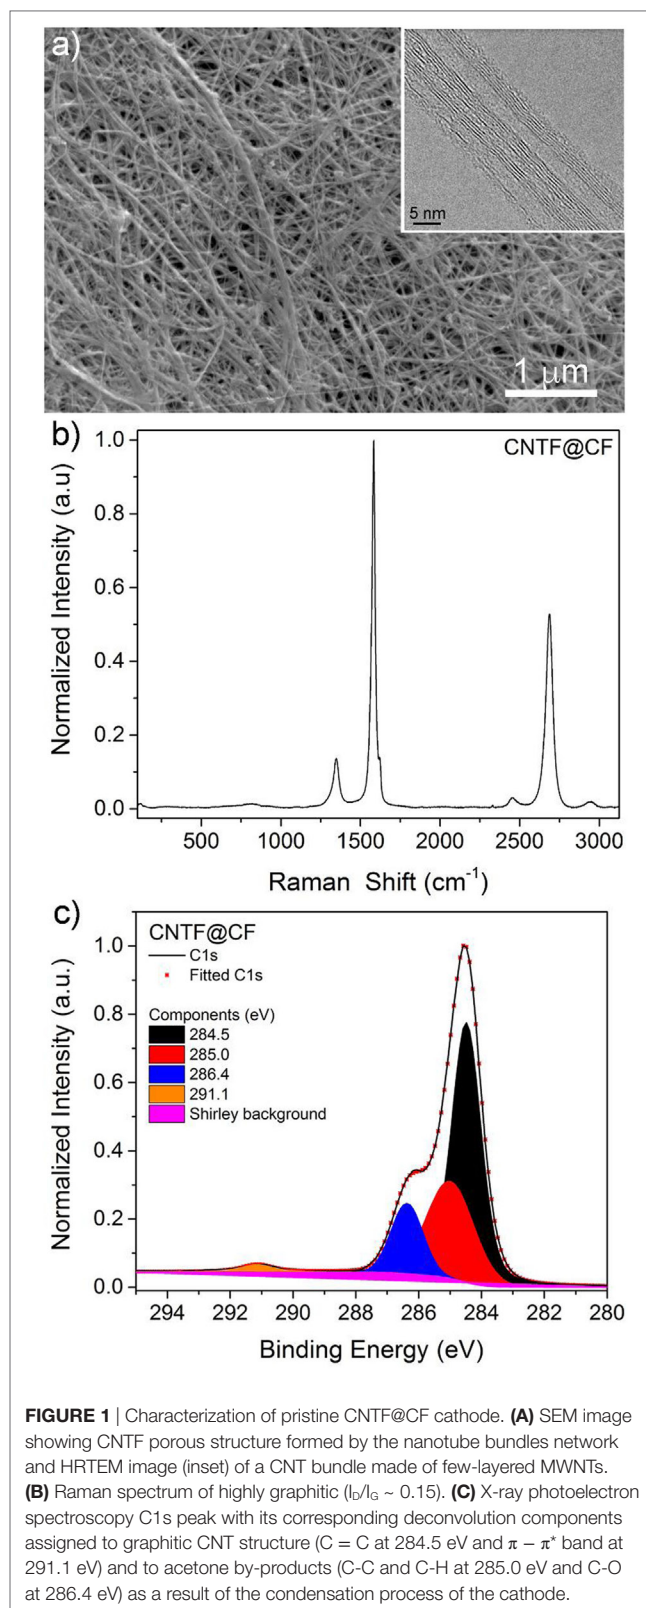 a)
5 nm
1 µm
b)
CNTF@CF
Normalized Intensity (a.u)
1.0
0.8
0.6
0.4
0.2
0.0
500 1000 1500 2000 2500 3000
Raman Shift (cm⁻¹)
c)
CNTF@CF
C1s
Fitted C1s
Components (eV)
284.5
285.0
286.4
291.1
Shirley background
Normalized Intensity (a.u.)
1.0
0.8
0.6
0.4
0.2
0.0
294 292 290 288 286 284 282 280
Binding Energy (eV)
FIGURE 1 | Characterization of pristine CNTF@CF cathode. (A) SEM image
showing CNTF porous structure formed by the nanotube bundles network
and HRTEM image (inset) of a CNT bundle made of few-layered MWNTs.
(B) Raman spectrum of highly graphitic (I_D/I_G ~ 0.15). (C) X-ray photoelectron
spectroscopy C1s peak with its corresponding deconvolution components
assigned to graphitic CNT structure (C = C at 284.5 eV and π − π* band at
291.1 eV) and to acetone by-products (C-C and C-H at 285.0 eV and C-O
at 286.4 eV) as a result of the condensation process of the cathode.